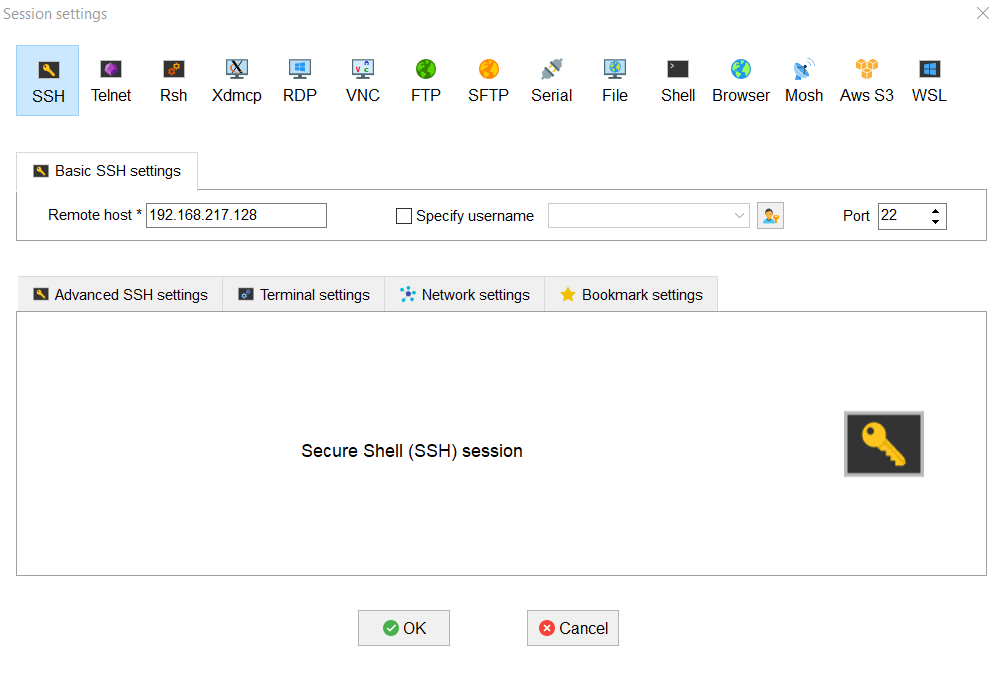 Session settings
SSH Telnet Rsh Xdmcp RDP VNC FTP SFTP Serial File Shell Browser Mosh Aws S3 WSL
Basic SSH settings
Remote host * 192.168.217.128 Specify username Port 22
Advanced SSH settings Terminal settings Network settings Bookmark settings
Secure Shell (SSH) session
OK Cancel